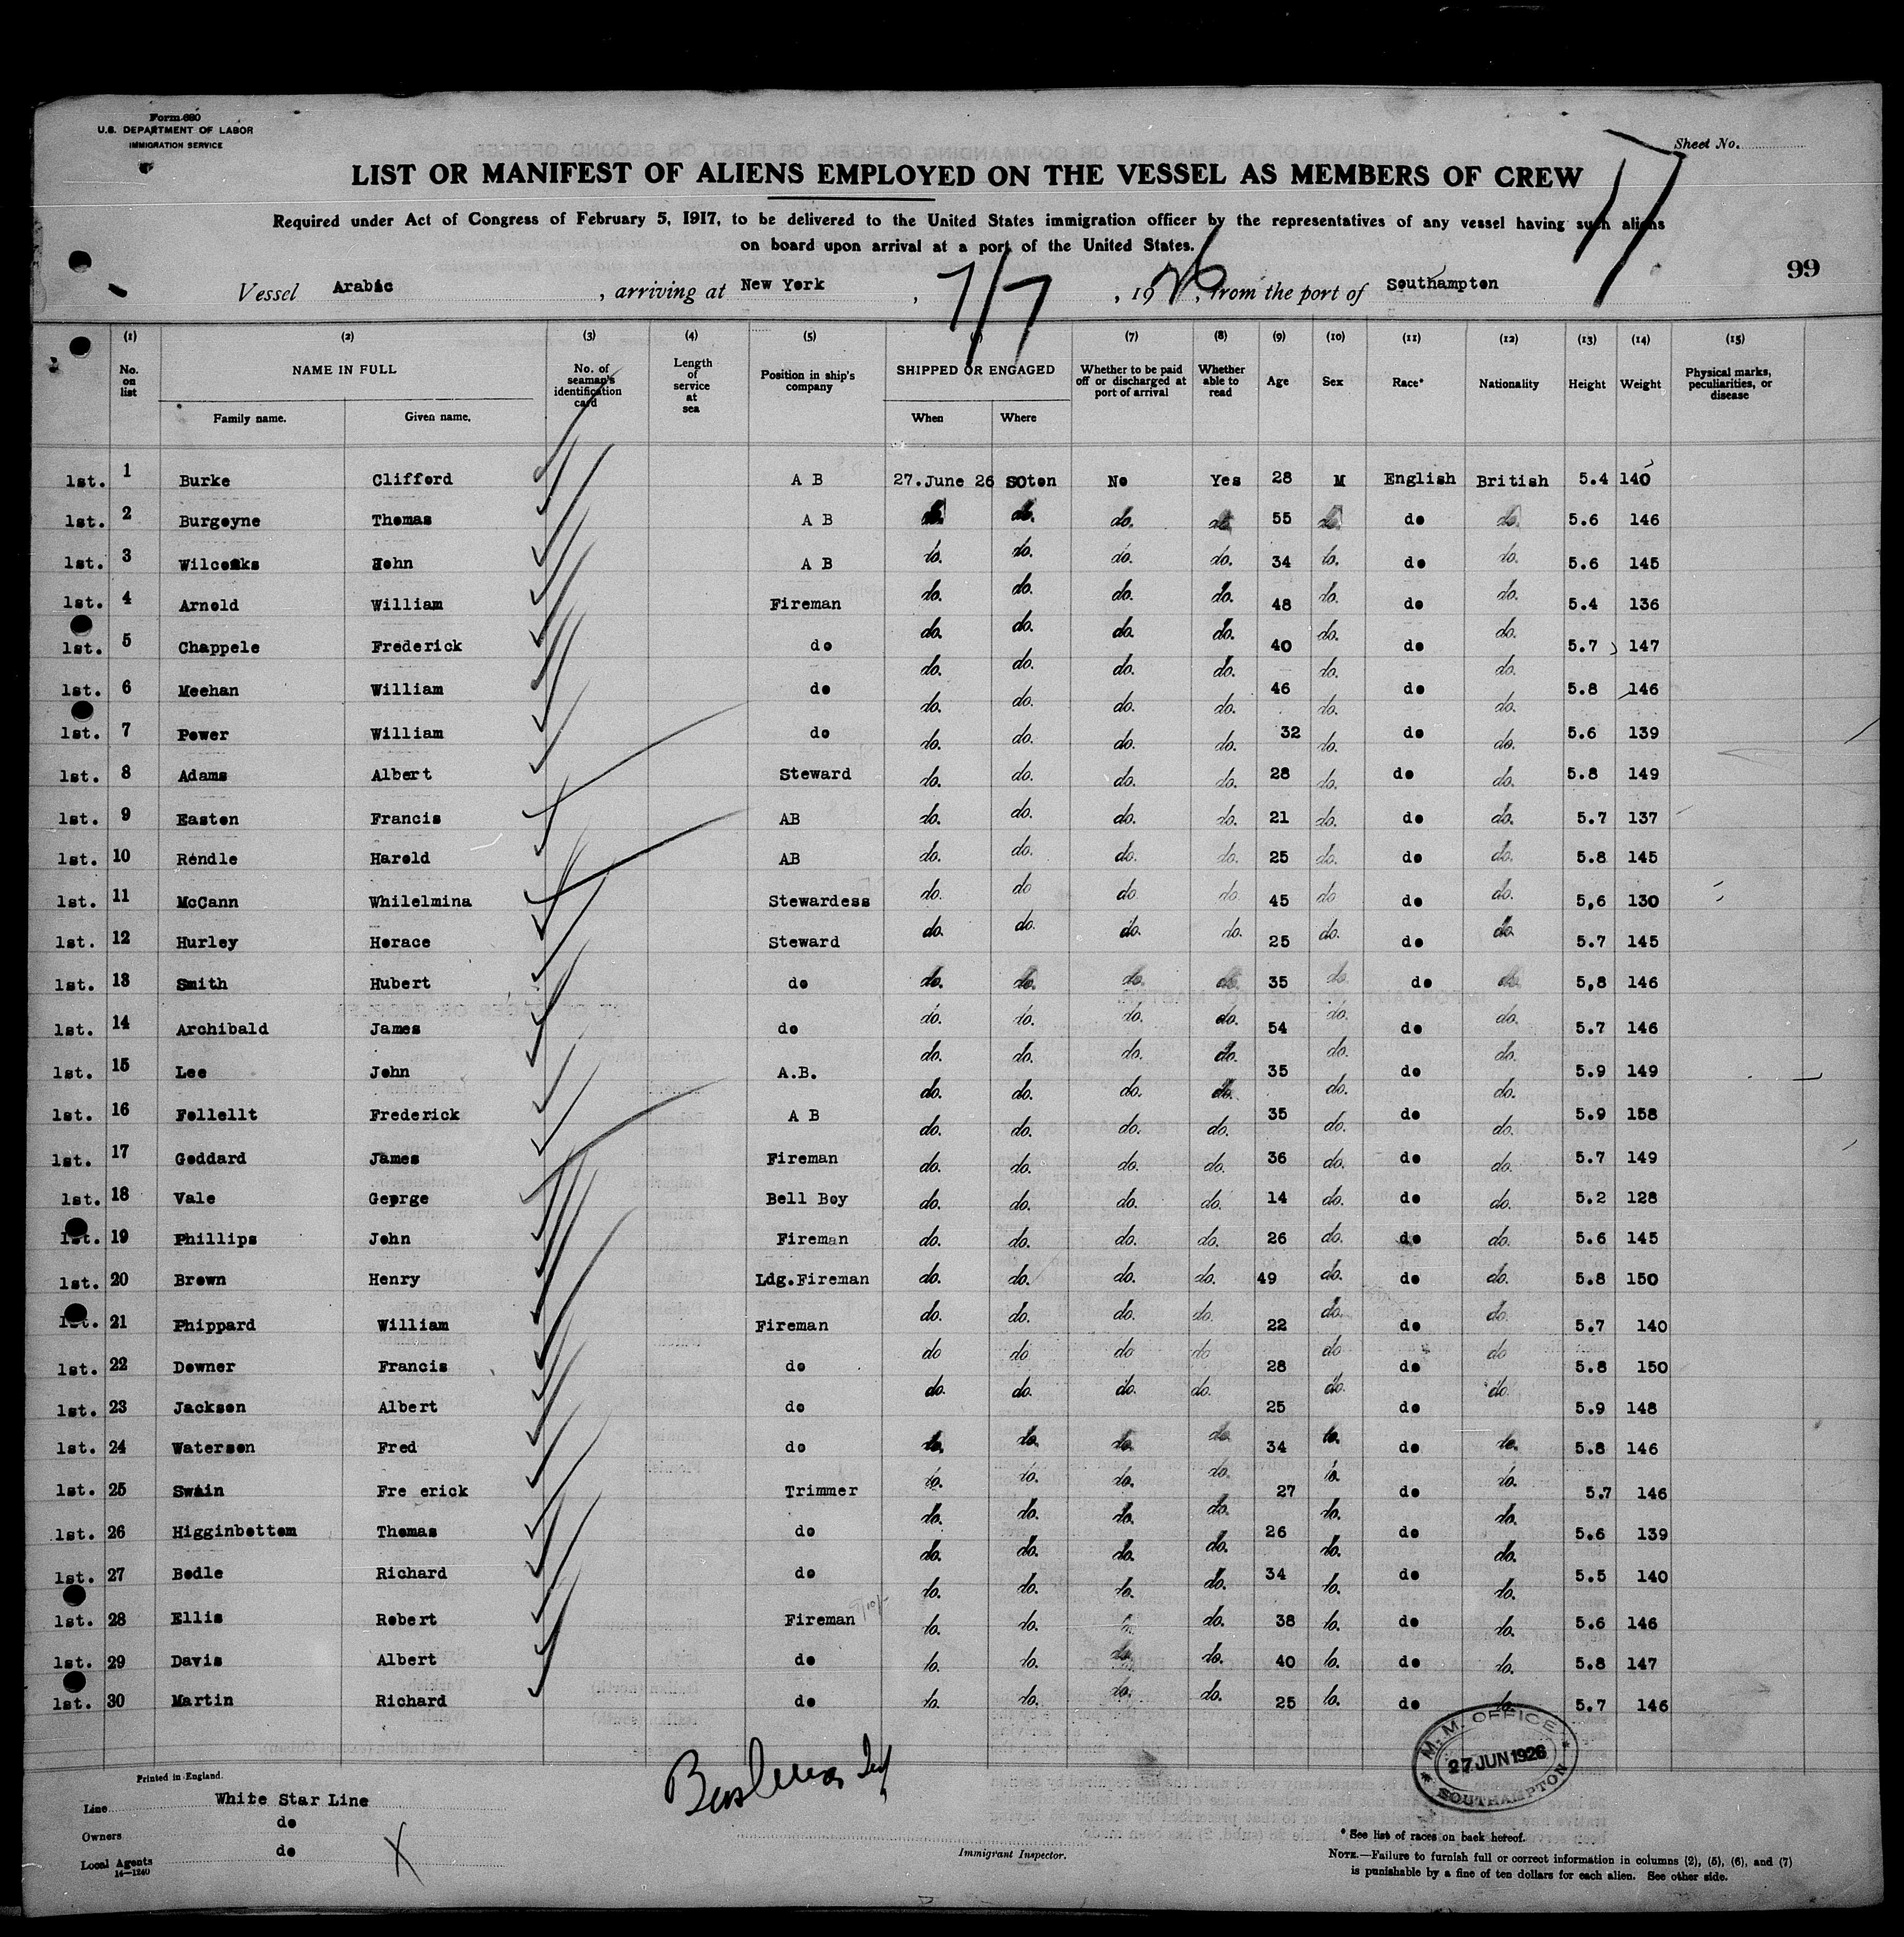 Form 680
U.S. DEPARTMENT OF LABOR
IMMIGRATION SERVICE
Sheet No.
17
LIST OR MANIFEST OF ALIENS EMPLOYED ON THE VESSEL AS MEMBERS OF CREW
Required under Act of Congress of February 5, 1917, to be delivered to the United States immigration officer by the representatives of any vessel having such aliens
on board upon arrival at a port of the United States.
99
Vessel Arabic, arriving at New York, 7/7, 1926, from the port of Southampton
(1) (2) (3) (4) (5) (7) (8) (9) (10) (11) (12) (13) (14) (15)
No. on list NAME IN FULL Family name. Given name. No. of seaman's identification card Length of service at sea Position in ship's company SHIPPED OR ENGAGED When Where Whether to be paid off or discharged at port of arrival Whether able to read Age Sex Race* Nationality Height Weight Physical marks, peculiarities, or disease
1st. 1 Burke Clifford A B 27.June 26 SOton No Yes 28 M English British 5.4 140
1st. 2 Burgoyne Thomas A B do. do. do. do. 55 do. do do. 5.6 146
1st. 3 Wilcoaks John A B do. do. do. do. 34 do. do do. 5.6 145
1st. 4 Arnold William Fireman do. do. do. do. 48 do. do do. 5.4 136
1st. 5 Chappele Frederick do do. do. do. do. 40 do. do do. 5.7 147
1st. 6 Meehan William do do. do. do. do. 46 do. do do. 5.8 146
1st. 7 Power William do do. do. do. do. 32 do. do do. 5.6 139
1st. 8 Adams Albert Steward do. do. do. do. 28 do. do do. 5.8 149
1st. 9 Easton Francis AB do. do. do. do. 21 do. do do. 5.7 137
1st. 10 Rendle Harold AB do. do. do. do. 25 do. do do. 5.8 145
1st. 11 McCann Whilelmina Stewardess do. do do do 45 do do do. 5,6 130
1st. 12 Hurley Horace Steward do. do. do. do. 25 do. do do. 5.7 145
1st. 13 Smith Hubert do do. do. do. do. 35 do. do do. 5,8 146
1st. 14 Archibald James do do. do. do. do. 54 do. do do. 5.7 146
1st. 15 Lee John A.B. do. do. do. do. 35 do. do do. 5.9 149
1st. 16 Fellellt Frederick A B do. do. do. do. 35 do. do do. 5.9 158
1st. 17 Goddard James Fireman do. do. do. do. 36 do. do do. 5.7 149
1st. 18 Vale Geprge Bell Boy do. do. do. do. 14 do. do do. 5.2 128
1st. 19 Phillips John Fireman do. do. do. do. 26 do. do do. 5.6 145
1st. 20 Brown Henry Ldg.Fireman do. do. do. do. 49 do. do do. 5.8 150
1st. 21 Phippard William Fireman do. do. do. do. 22 do. do do. 5.7 140
1st. 22 Downer Francis do do do do do 28 do do do 5.8 150
1st. 23 Jackson Albert do do. do. do. do. 25 do. do do. 5.9 148
1st. 24 Waterson Fred do do. do. do. do. 34 do. do do. 5.8 146
1st. 25 Swain Fre erick Trimmer do. do. do. do. 27 do. do do. 5.7 146
1st. 26 Higginbottom Thomas do do. do. do. do. 26 do. do do. 5.6 139
1st. 27 Bodle Richard do do. do. do. do. 34 do. do do. 5.5 140
1st. 28 Ellis Robert Fireman do. do. do. do. 38 do. do do. 5.6 146
1st. 29 Davis Albert do do. do. do. do. 40 do. do do. 5.8 147
1st. 30 Martin Richard do do. do. do. do. 25 do. do do. 5.7 146
M.M. OFFICE
27 JUN 1926
SOUTHAMPTON
Printed in England.
Line White Star Line
Owners do
Local Agents do
14—1240
X
Immigrant Inspector.
* See list of races on back hereof.
NOTE.—Failure to furnish full or correct information in columns (2), (5), (6), and (7)
is punishable by a fine of ten dollars for each alien. See other side.